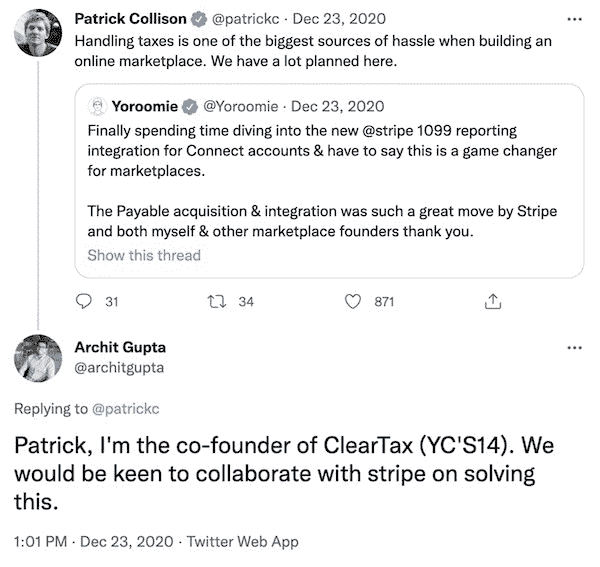 Patrick Collison @patrickc · Dec 23, 2020
Handling taxes is one of the biggest sources of hassle when building an
online marketplace. We have a lot planned here.
Yoroomie @Yoroomie · Dec 23, 2020
Finally spending time diving into the new @stripe 1099 reporting
integration for Connect accounts & have to say this is a game changer
for marketplaces.
The Payable acquisition & integration was such a great move by Stripe
and both myself & other marketplace founders thank you.
Show this thread
31 34 871
Archit Gupta
@architgupta
Replying to @patrickc
Patrick, I'm the co-founder of ClearTax (YC'S14). We
would be keen to collaborate with stripe on solving
this.
1:01 PM · Dec 23, 2020 · Twitter Web App